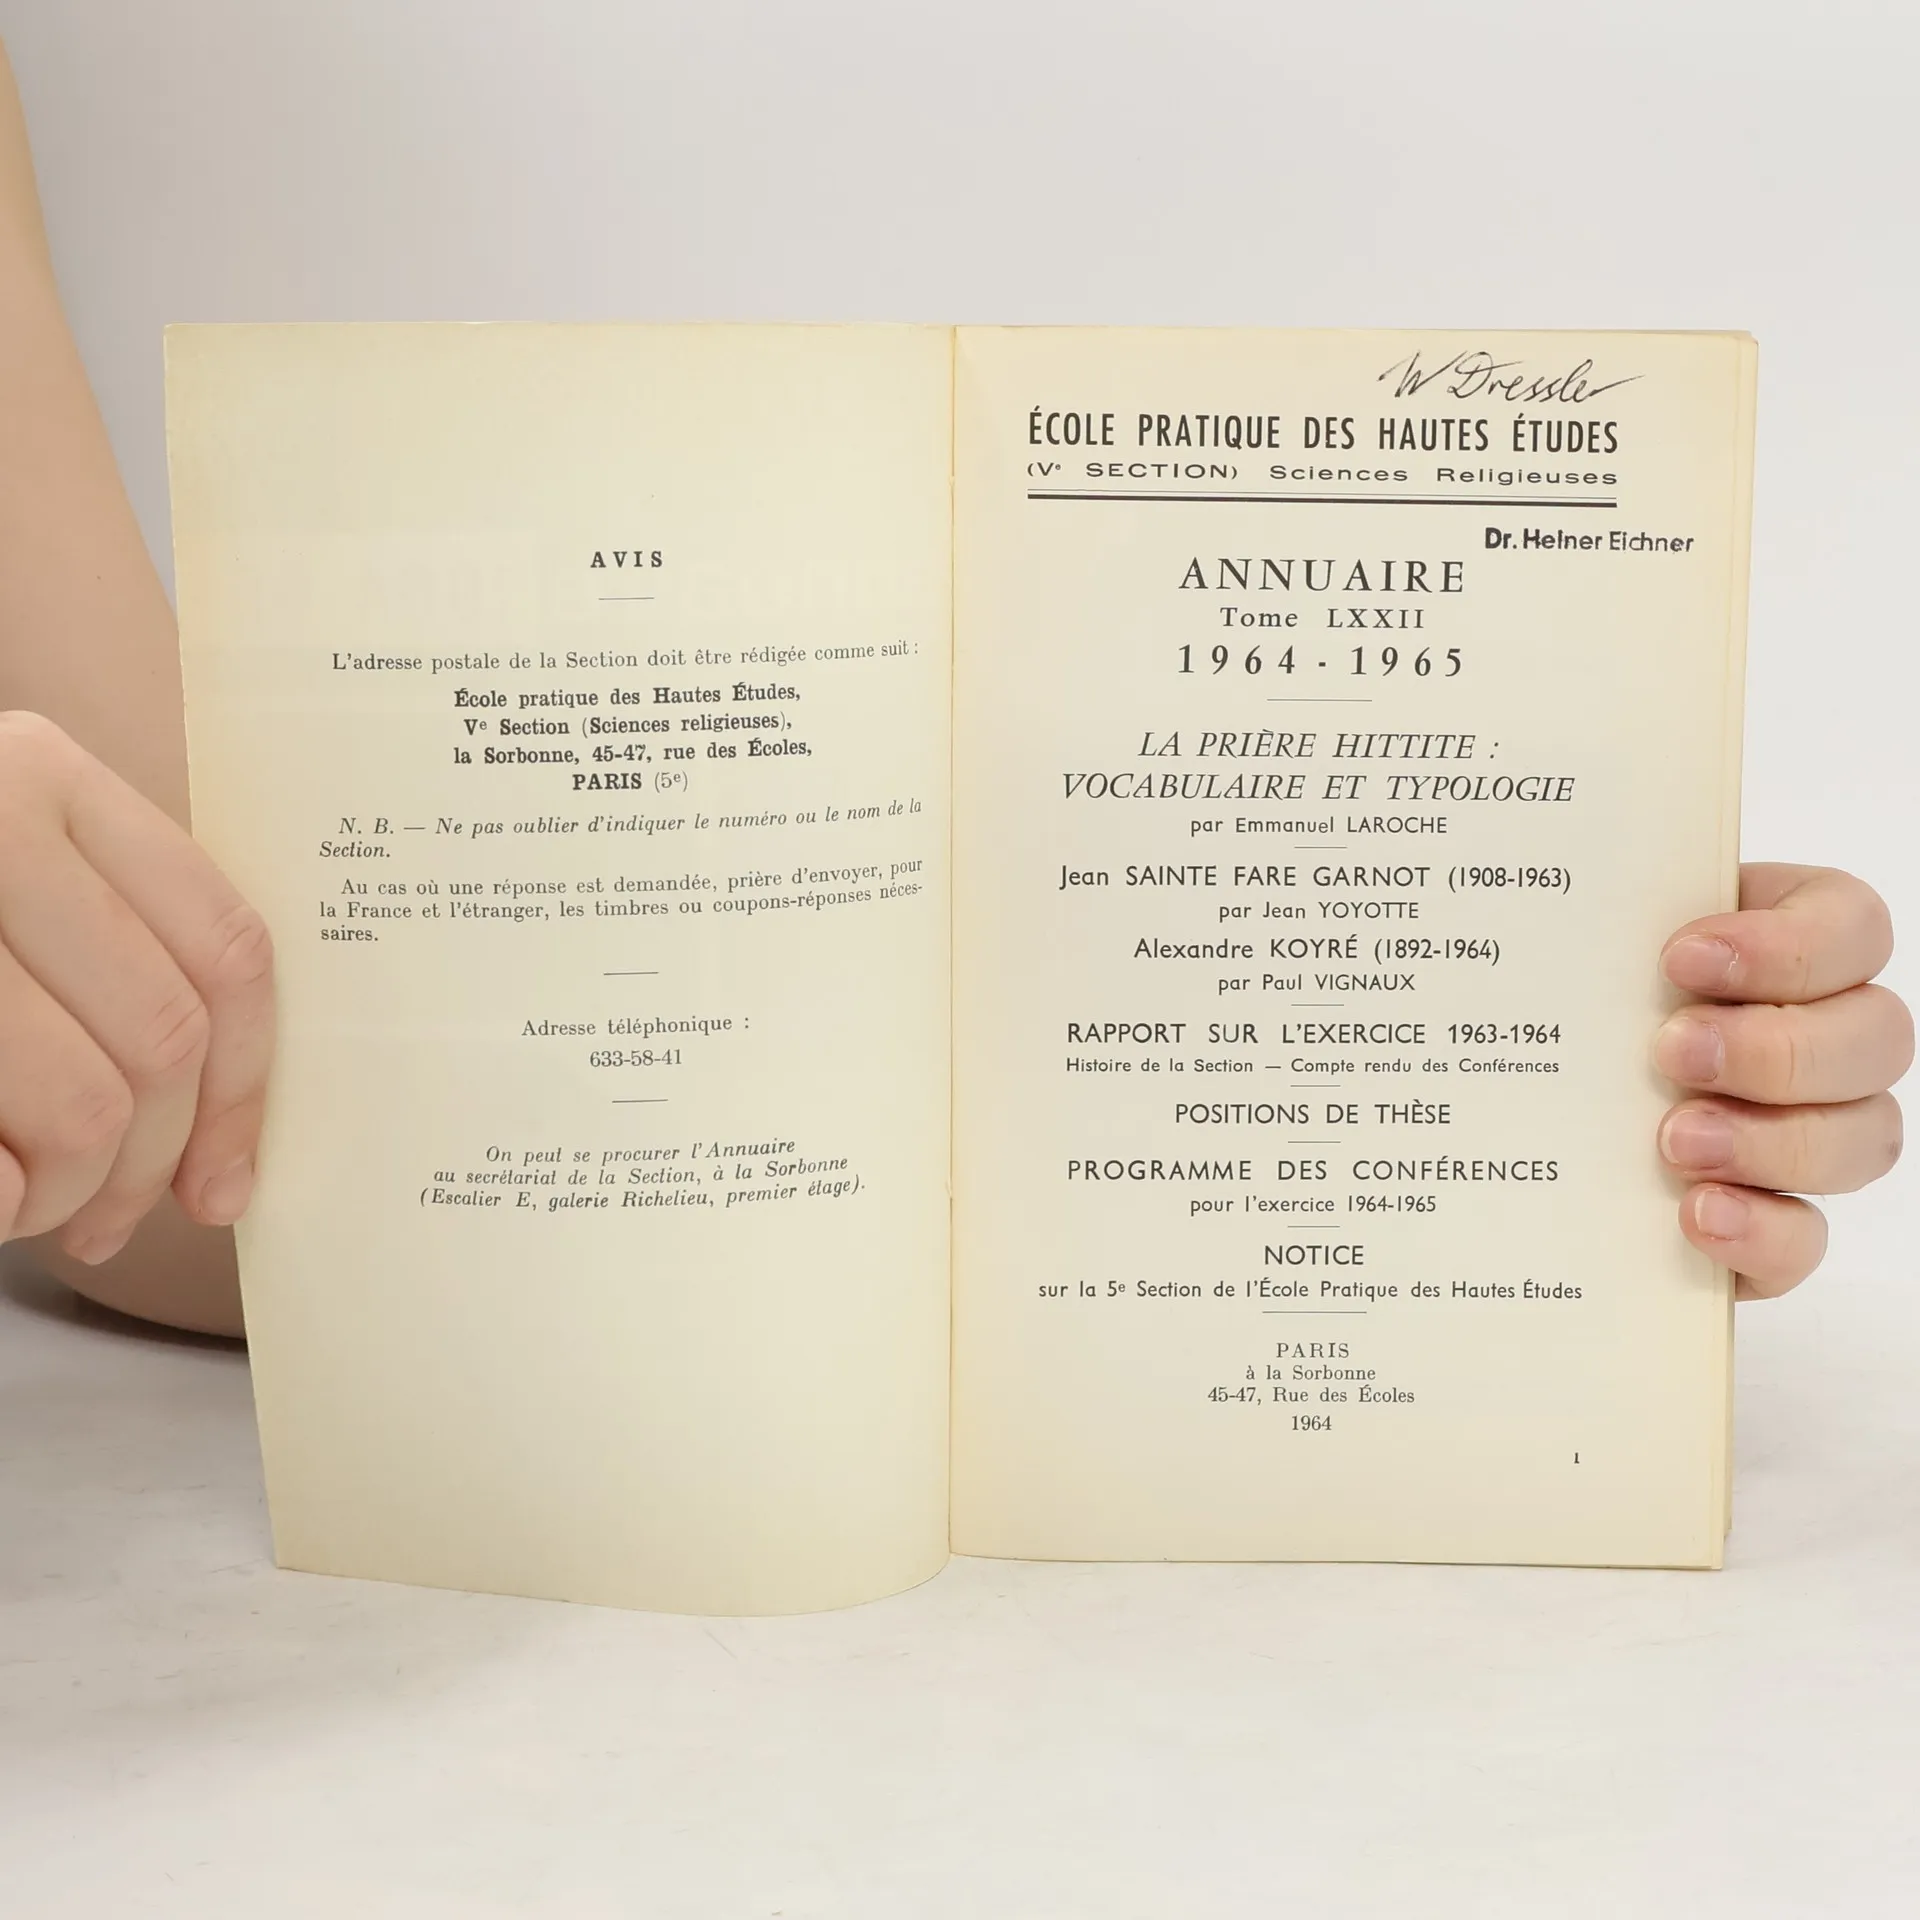 AVIS
L'adresse postale de la Section doit être rédigée comme suit :
École pratique des Hautes Études,
Vᵉ Section (Sciences religieuses),
la Sorbonne, 45-47, rue des Écoles,
PARIS (5ᵉ)
N. B. — Ne pas oublier d'indiquer le numéro ou le nom de la
Section.
Au cas où une réponse est demandée, prière d'envoyer, pour
la France et l'étranger, les timbres ou coupons-réponses néces-
saires.
Adresse téléphonique :
633-58-41
On peut se procurer l'Annuaire
au secrétariat de la Section, à la Sorbonne
(Escalier E, galerie Richelieu, premier étage).
W Dressler
ÉCOLE PRATIQUE DES HAUTES ÉTUDES
(Vᵉ SECTION) Sciences Religieuses
Dr. Heiner Eichner
ANNUAIRE
Tome LXXII
1964 - 1965
LA PRIÈRE HITTITE :
VOCABULAIRE ET TYPOLOGIE
par Emmanuel LAROCHE
Jean SAINTE FARE GARNOT (1908-1963)
par Jean YOYOTTE
Alexandre KOYRÉ (1892-1964)
par Paul VIGNAUX
RAPPORT SUR L'EXERCICE 1963-1964
Histoire de la Section — Compte rendu des Conférences
POSITIONS DE THÈSE
PROGRAMME DES CONFÉRENCES
pour l'exercice 1964-1965
NOTICE
sur la 5ᵉ Section de l'École Pratique des Hautes Études
PARIS
à la Sorbonne
45-47, Rue des Écoles
1964
1